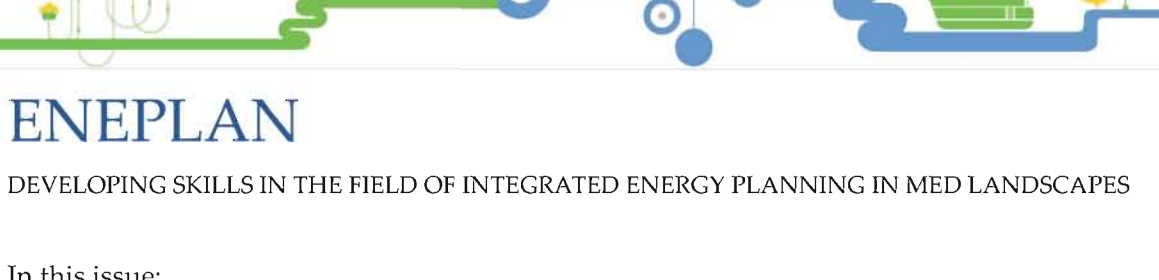 ENEPLAN
DEVELOPING SKILLS IN THE FIELD OF INTEGRATED ENERGY PLANNING IN MED LANDSCAPES
In this issue: